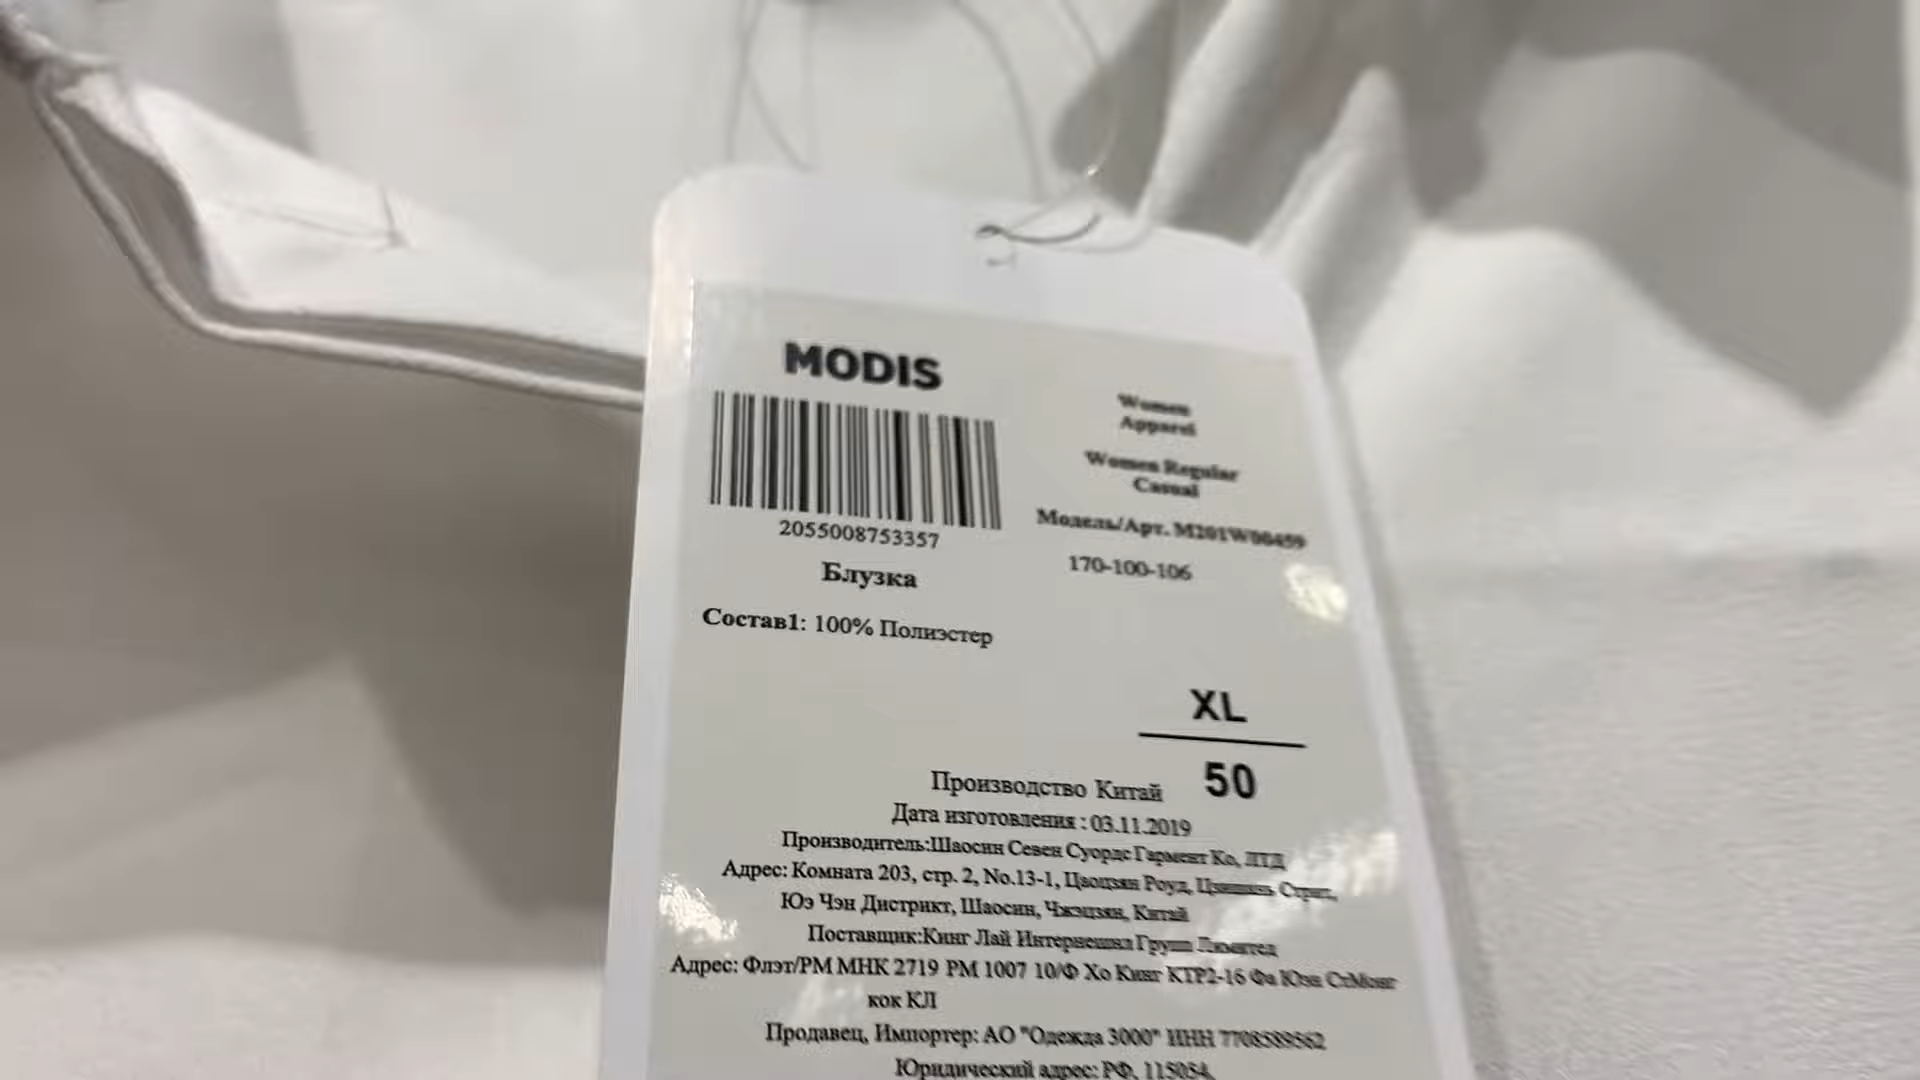 MODIS
2055008753357
Блузка
Состав1: 100% Полиэстер
Women
Apparel
Women Regular
Casual
Модель/Арт. M201W00459
170-100-106
XL
50
Производство Китай
Дата изготовления : 03.11.2019
Производитель:Шаосин Севен Суордс Гармент Ко, ЛТД
Адрес: Комната 203, стр. 2, No.13-1, Цаоцзян Роуд,
Юэ Чэн Дистрикт, Шаосин, Чжэцзян, Китай
Поставщик:Кинг Лай Интернешнл Групп Лимитед
Адрес: Флэт/РМ МНК 2719 РМ 1007 10/Ф Хо Кинг КТР2-16 Фа Юэн СтМонг
кок КЛ
Продавец, Импортер: АО "Одежда 3000" ИНН 7708589562
Юридический адрес: РФ, 115054,